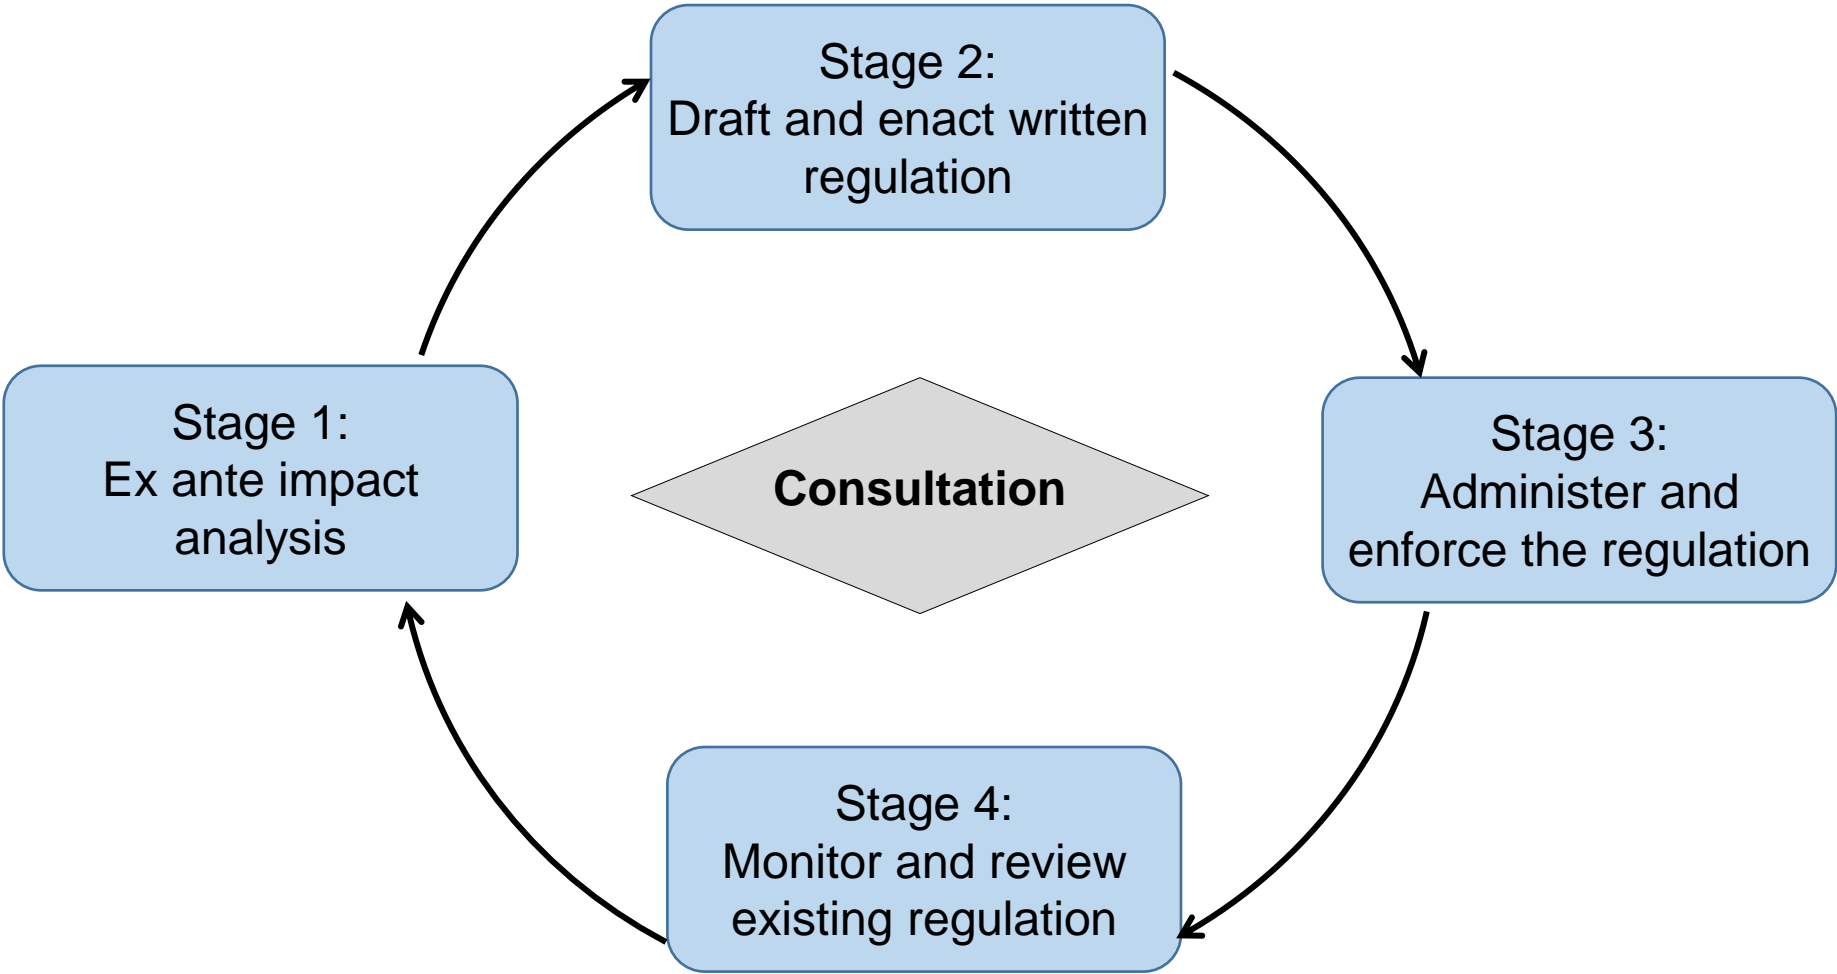 Stage 2:
Draft and enact written
regulation
Stage 1:
Ex ante impact
analysis
Consultation
Stage 3:
Administer and
enforce the regulation
Stage 4:
Monitor and review
existing regulation